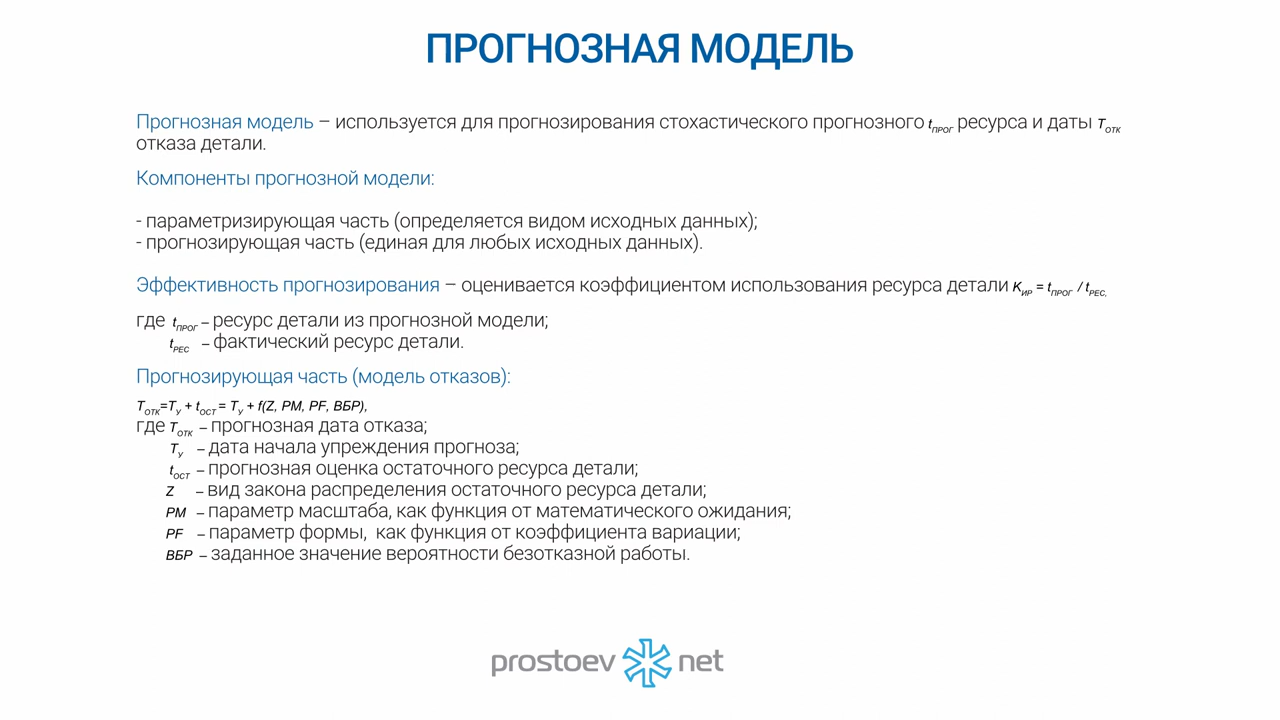 ПРОГНОЗНАЯ МОДЕЛЬ
Прогнозная модель – используется для прогнозирования стохастического прогнозного tПРОГ ресурса и даты TОТК
отказа детали.
Компоненты прогнозной модели:
- параметризирующая часть (определяется видом исходных данных);
- прогнозирующая часть (единая для любых исходных данных).
Эффективность прогнозирования – оценивается коэффициентом использования ресурса детали KИР = tПРОГ / tРЕС,
где tПРОГ – ресурс детали из прогнозной модели;
tРЕС – фактический ресурс детали.
Прогнозирующая часть (модель отказов):
TОТК=TУ + tОСТ = TУ + f(Z, PM, PF, ВБР),
где TОТК – прогнозная дата отказа;
TУ – дата начала упреждения прогноза;
tОСТ – прогнозная оценка остаточного ресурса детали;
Z – вид закона распределения остаточного ресурса детали;
PM – параметр масштаба, как функция от математического ожидания;
PF – параметр формы, как функция от коэффициента вариации;
ВБР – заданное значение вероятности безотказной работы.
prostoev net